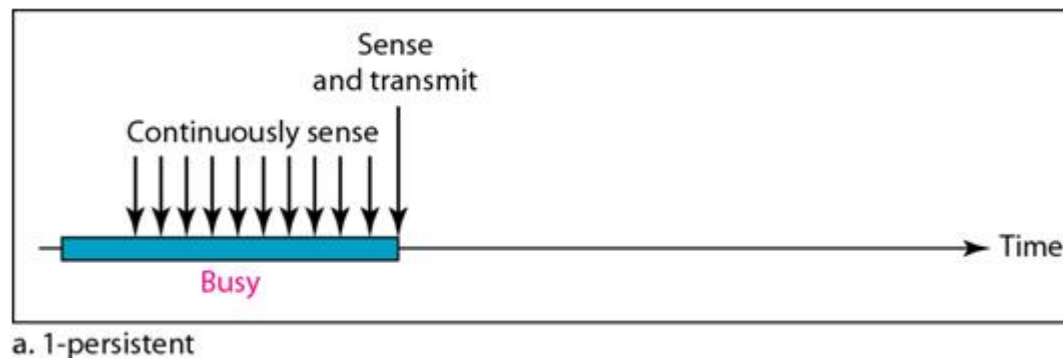 Sense
and transmit
Continuously sense
Time
Busy
a. 1-persistent